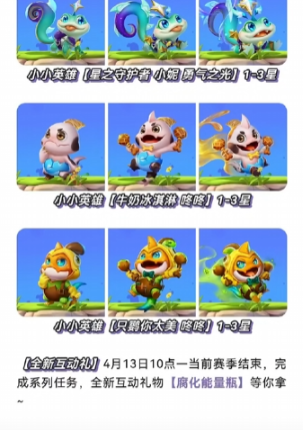 小小英雄【星之守护者 小妮 勇气之光】1-3星
小小英雄【牛奶冰淇淋 咚咚】1-3星
小小英雄【只鹅你太美 咚咚】1-3星
【全新互动礼】4月13日10点—当前赛季结束，完
成系列任务，全新互动礼物【腐化能量瓶】等你拿
~